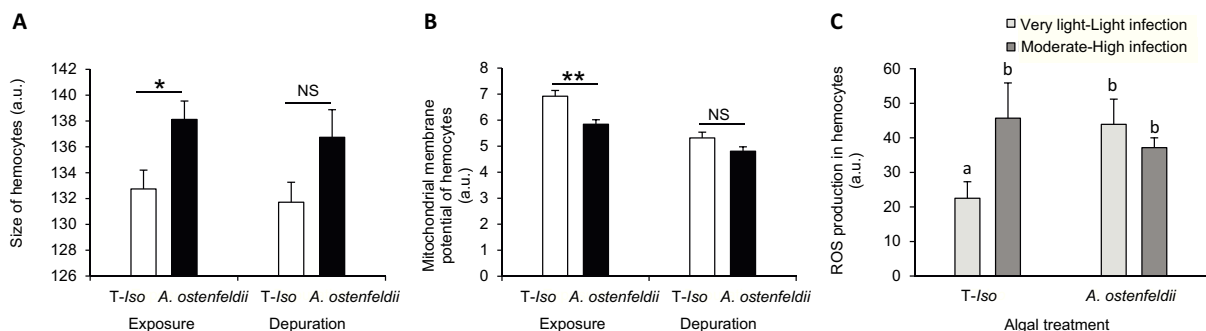 A
Size of hemocytes (a.u.)
142
140
138
136
134
132
130
128
126
*
NS
T-Iso A. ostenfeldii T-Iso A. ostenfeldii
Exposure Depuration
B
Mitochondrial membrane
potential of hemocytes
(a.u.)
8
7
6
5
4
3
2
1
0
**
NS
T-Iso A. ostenfeldii T-Iso A. ostenfeldii
Exposure Depuration
C
Very light-Light infection
Moderate-High infection
ROS production in hemocytes
(a.u.)
60
50
40
30
20
10
0
a
b
b
b
T-Iso A. ostenfeldii
Algal treatment